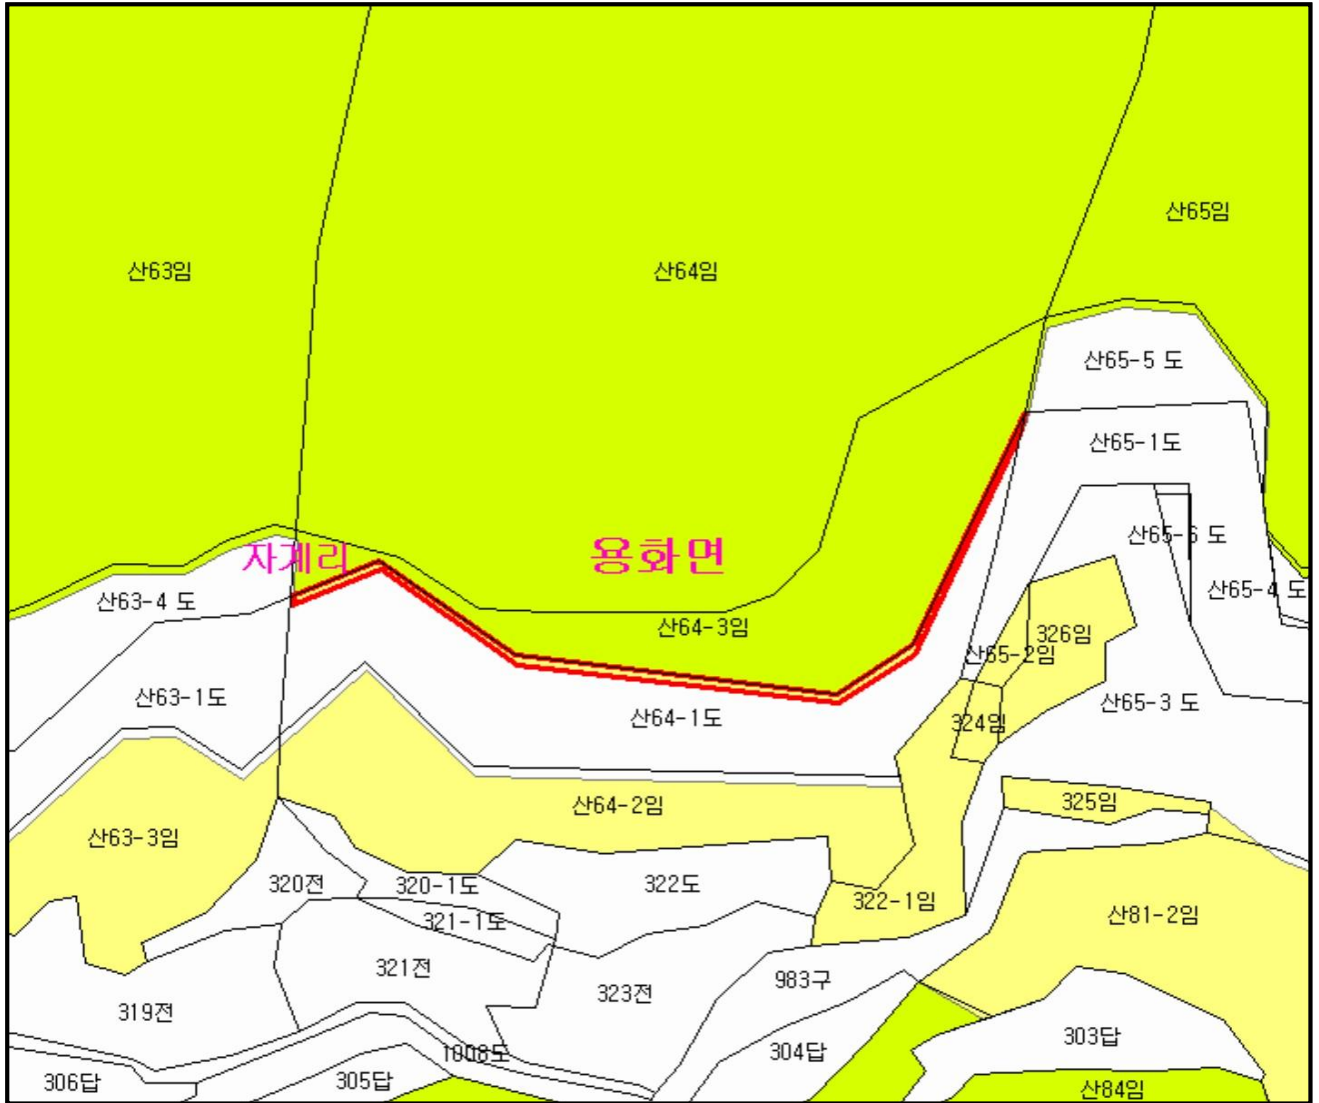 산65임
산63임
산64임
산65-5 도
산65-1도
산65-6 도
자계리
용화면
산65-4 도
산63-4 도
산64-3임
326임
산65-2임
산63-1도
산64-1도
324임
산65-3 도
산64-2임
325임
산63-3임
320전
320-1도
322도
322-1임
321-1도
산81-2임
321전
983구
323전
319전
303답
1008도
304답
306답
305답
산84임